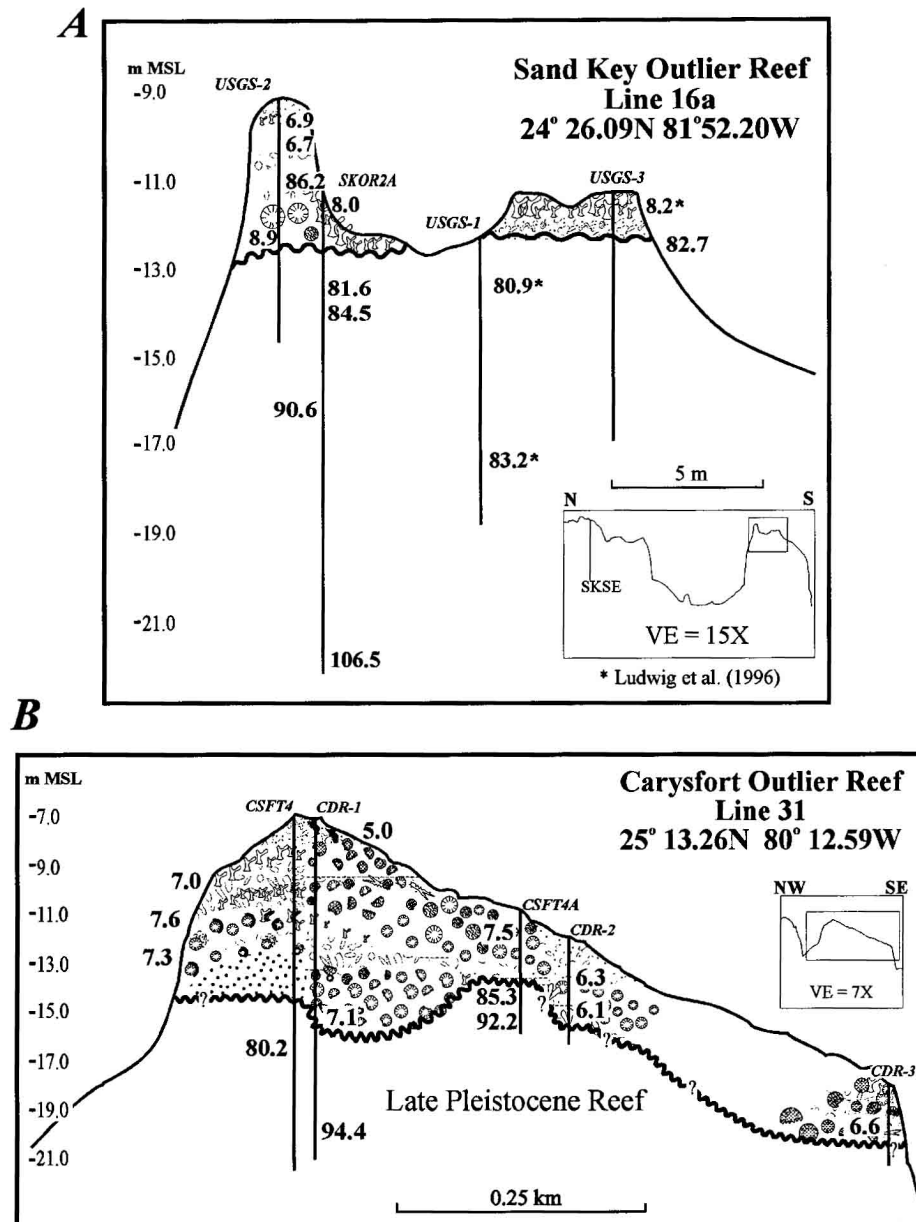 A
m MSL
Sand Key Outlier Reef
Line 16a
24° 26.09N 81°52.20W
USGS-2
-9.0
6.9
6.7
-11.0
86.2
SKOR2A
USGS-3
8.0
USGS-1
8.2*
8.9
82.7
-13.0
81.6
80.9*
84.5
-15.0
90.6
-17.0
83.2*
5 m
N
S
-19.0
SKSE
-21.0
VE = 15X
106.5
* Ludwig et al. (1996)
B
m MSL
Carysfort Outlier Reef
Line 31
25° 13.26N 80° 12.59W
CSFT4
CDR-1
-7.0
5.0
-9.0
NW
SE
7.0
CSFT4A
-11.0
7.6
7.5
CDR-2
7.3
-13.0
6.3
VE = 7X
?
85.3
?
7.1
6.1
-15.0
?
92.2
?
80.2
-17.0
CDR-3
?
Late Pleistocene Reef
?
-19.0
6.6
94.4
?
-21.0
0.25 km